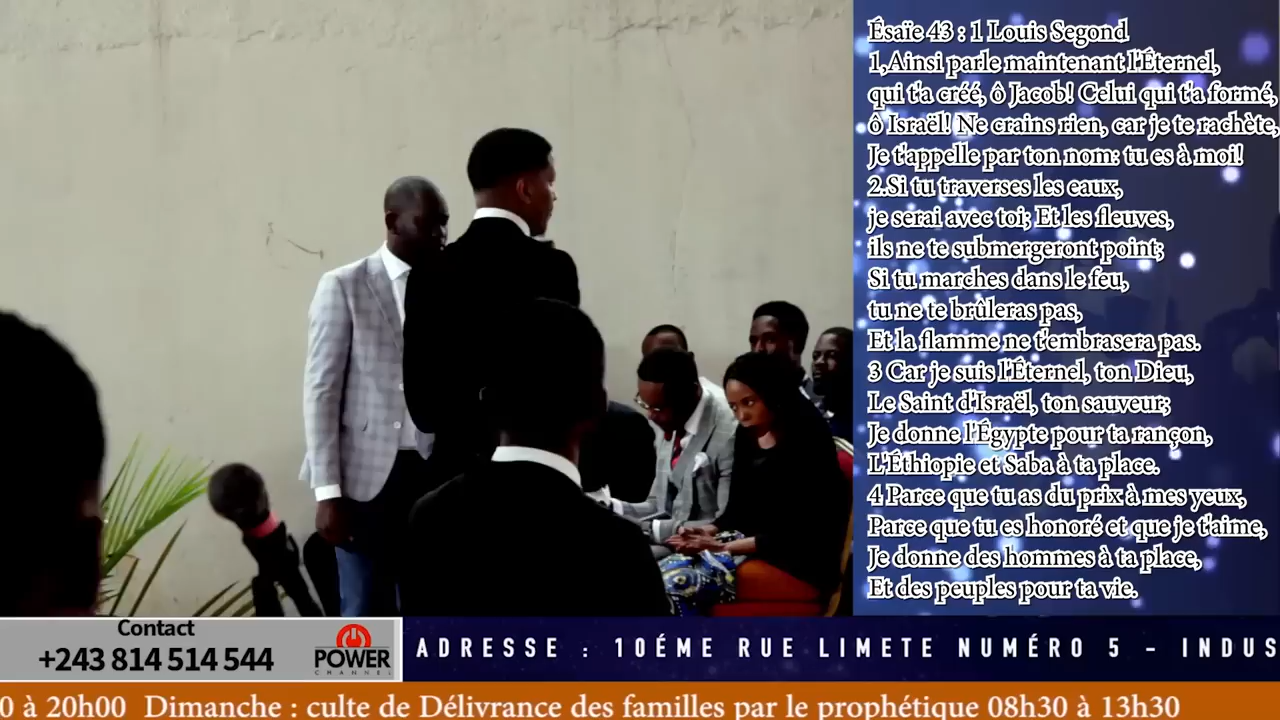 Ésaïe 43 : 1 Louis Segond
1,Ainsi parle maintenant l'Éternel,
qui t'a créé, ô Jacob! Celui qui t'a formé,
ô Israël! Ne crains rien, car je te rachète,
Je t'appelle par ton nom: tu es à moi!
2.Si tu traverses les eaux,
je serai avec toi; Et les fleuves,
ils ne te submergeront point;
Si tu marches dans le feu,
tu ne te brûleras pas,
Et la flamme ne t'embrasera pas.
3 Car je suis l'Éternel, ton Dieu,
Le Saint d'Israël, ton sauveur;
Je donne l'Égypte pour ta rançon,
L'Éthiopie et Saba à ta place.
4 Parce que tu as du prix à mes yeux,
Parce que tu es honoré et que je t'aime,
Je donne des hommes à ta place,
Et des peuples pour ta vie.
Contact
+243 814 514 544
POWER
CHANNEL
ADRESSE : 10ÉME RUE LIMETE NUMÉRO 5 - INDUS
0 à 20h00 Dimanche : culte de Délivrance des familles par le prophétique 08h30 à 13h30